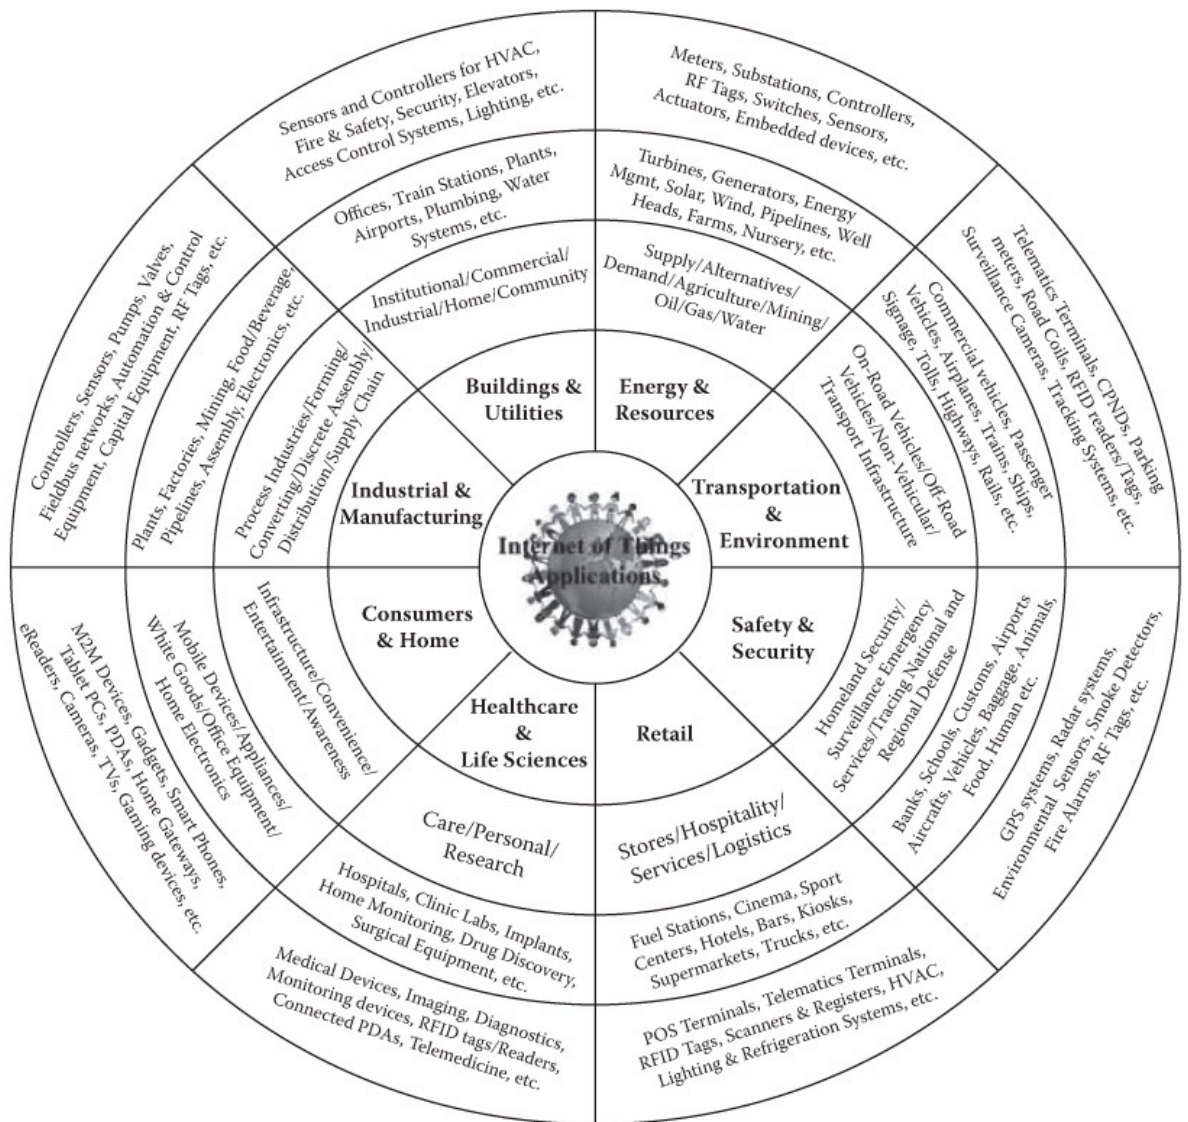 Internet of Things
Applications
Buildings &
Utilities
Institutional/Commercial/
Industrial/Home/Community
Offices, Train Stations, Plants,
Airports, Plumbing, Water
Systems, etc.
Sensors and Controllers for HVAC,
Fire & Safety, Security, Elevators,
Access Control Systems, Lighting, etc.
Energy &
Resources
Supply/Alternatives/
Demand/Agriculture/Mining/
Oil/Gas/Water
Turbines, Generators, Energy
Mgmt, Solar, Wind, Pipelines, Well
Heads, Farms, Nursery, etc.
Meters, Substations, Controllers,
RF Tags, Switches, Sensors,
Actuators, Embedded devices, etc.
Transportation
&
Environment
On-Road Vehicles/Off-Road
Vehicles/Non-Vehicular/
Transport Infrastructure
Commercial vehicles, Passenger
Vehicles, Airplanes, Trains, Ships,
Signage, Tolls, Highways, Rails, etc.
Telematics Terminals, CPNDs, Parking
meters, Road Coils, RFID readers/Tags,
Surveillance Cameras, Tracking Systems, etc.
Safety &
Security
Homeland Security/
Surveillance Emergency
Services/Tracing National and
Regional Defense
Banks, Schools, Customs, Airports
Aircrafts, Vehicles, Baggage, Animals,
Food, Human etc.
GPS systems, Radar systems,
Environmental Sensors, Smoke Detectors,
Fire Alarms, RF Tags, etc.
Retail
Stores/Hospitality/
Services/Logistics
Fuel Stations, Cinema, Sport
Centers, Hotels, Bars, Kiosks,
Supermarkets, Trucks, etc.
POS Terminals, Telematics Terminals,
RFID Tags, Scanners & Registers, HVAC,
Lighting & Refrigeration Systems, etc.
Healthcare
&
Life Sciences
Care/Personal/
Research
Hospitals, Clinic Labs, Implants,
Home Monitoring, Drug Discovery,
Surgical Equipment, etc.
Medical Devices, Imaging, Diagnostics,
Monitoring devices, RFID tags/Readers,
Connected PDAs, Telemedicine, etc.
Consumers
& Home
Infrastructure/Convenience/
Entertainment/Awareness
Mobile Devices/Appliances/
White Goods/Office Equipment/
Home Electronics
M2M Devices, Gadgets, Smart Phones,
Tablet PCs, PDAs, Home Gateways,
eReaders, Cameras, TVs, Gaming devices, etc.
Industrial &
Manufacturing
Process Industries/Forming/
Converting/Discrete Assembly/
Distribution/Supply Chain
Plants, Factories, Mining, Food/Beverage,
Pipelines, Assembly, Electronics, etc.
Controllers, Sensors, Pumps, Valves,
Fieldbus networks, Automation & Control
Equipment, Capital Equipment, RF Tags, etc.